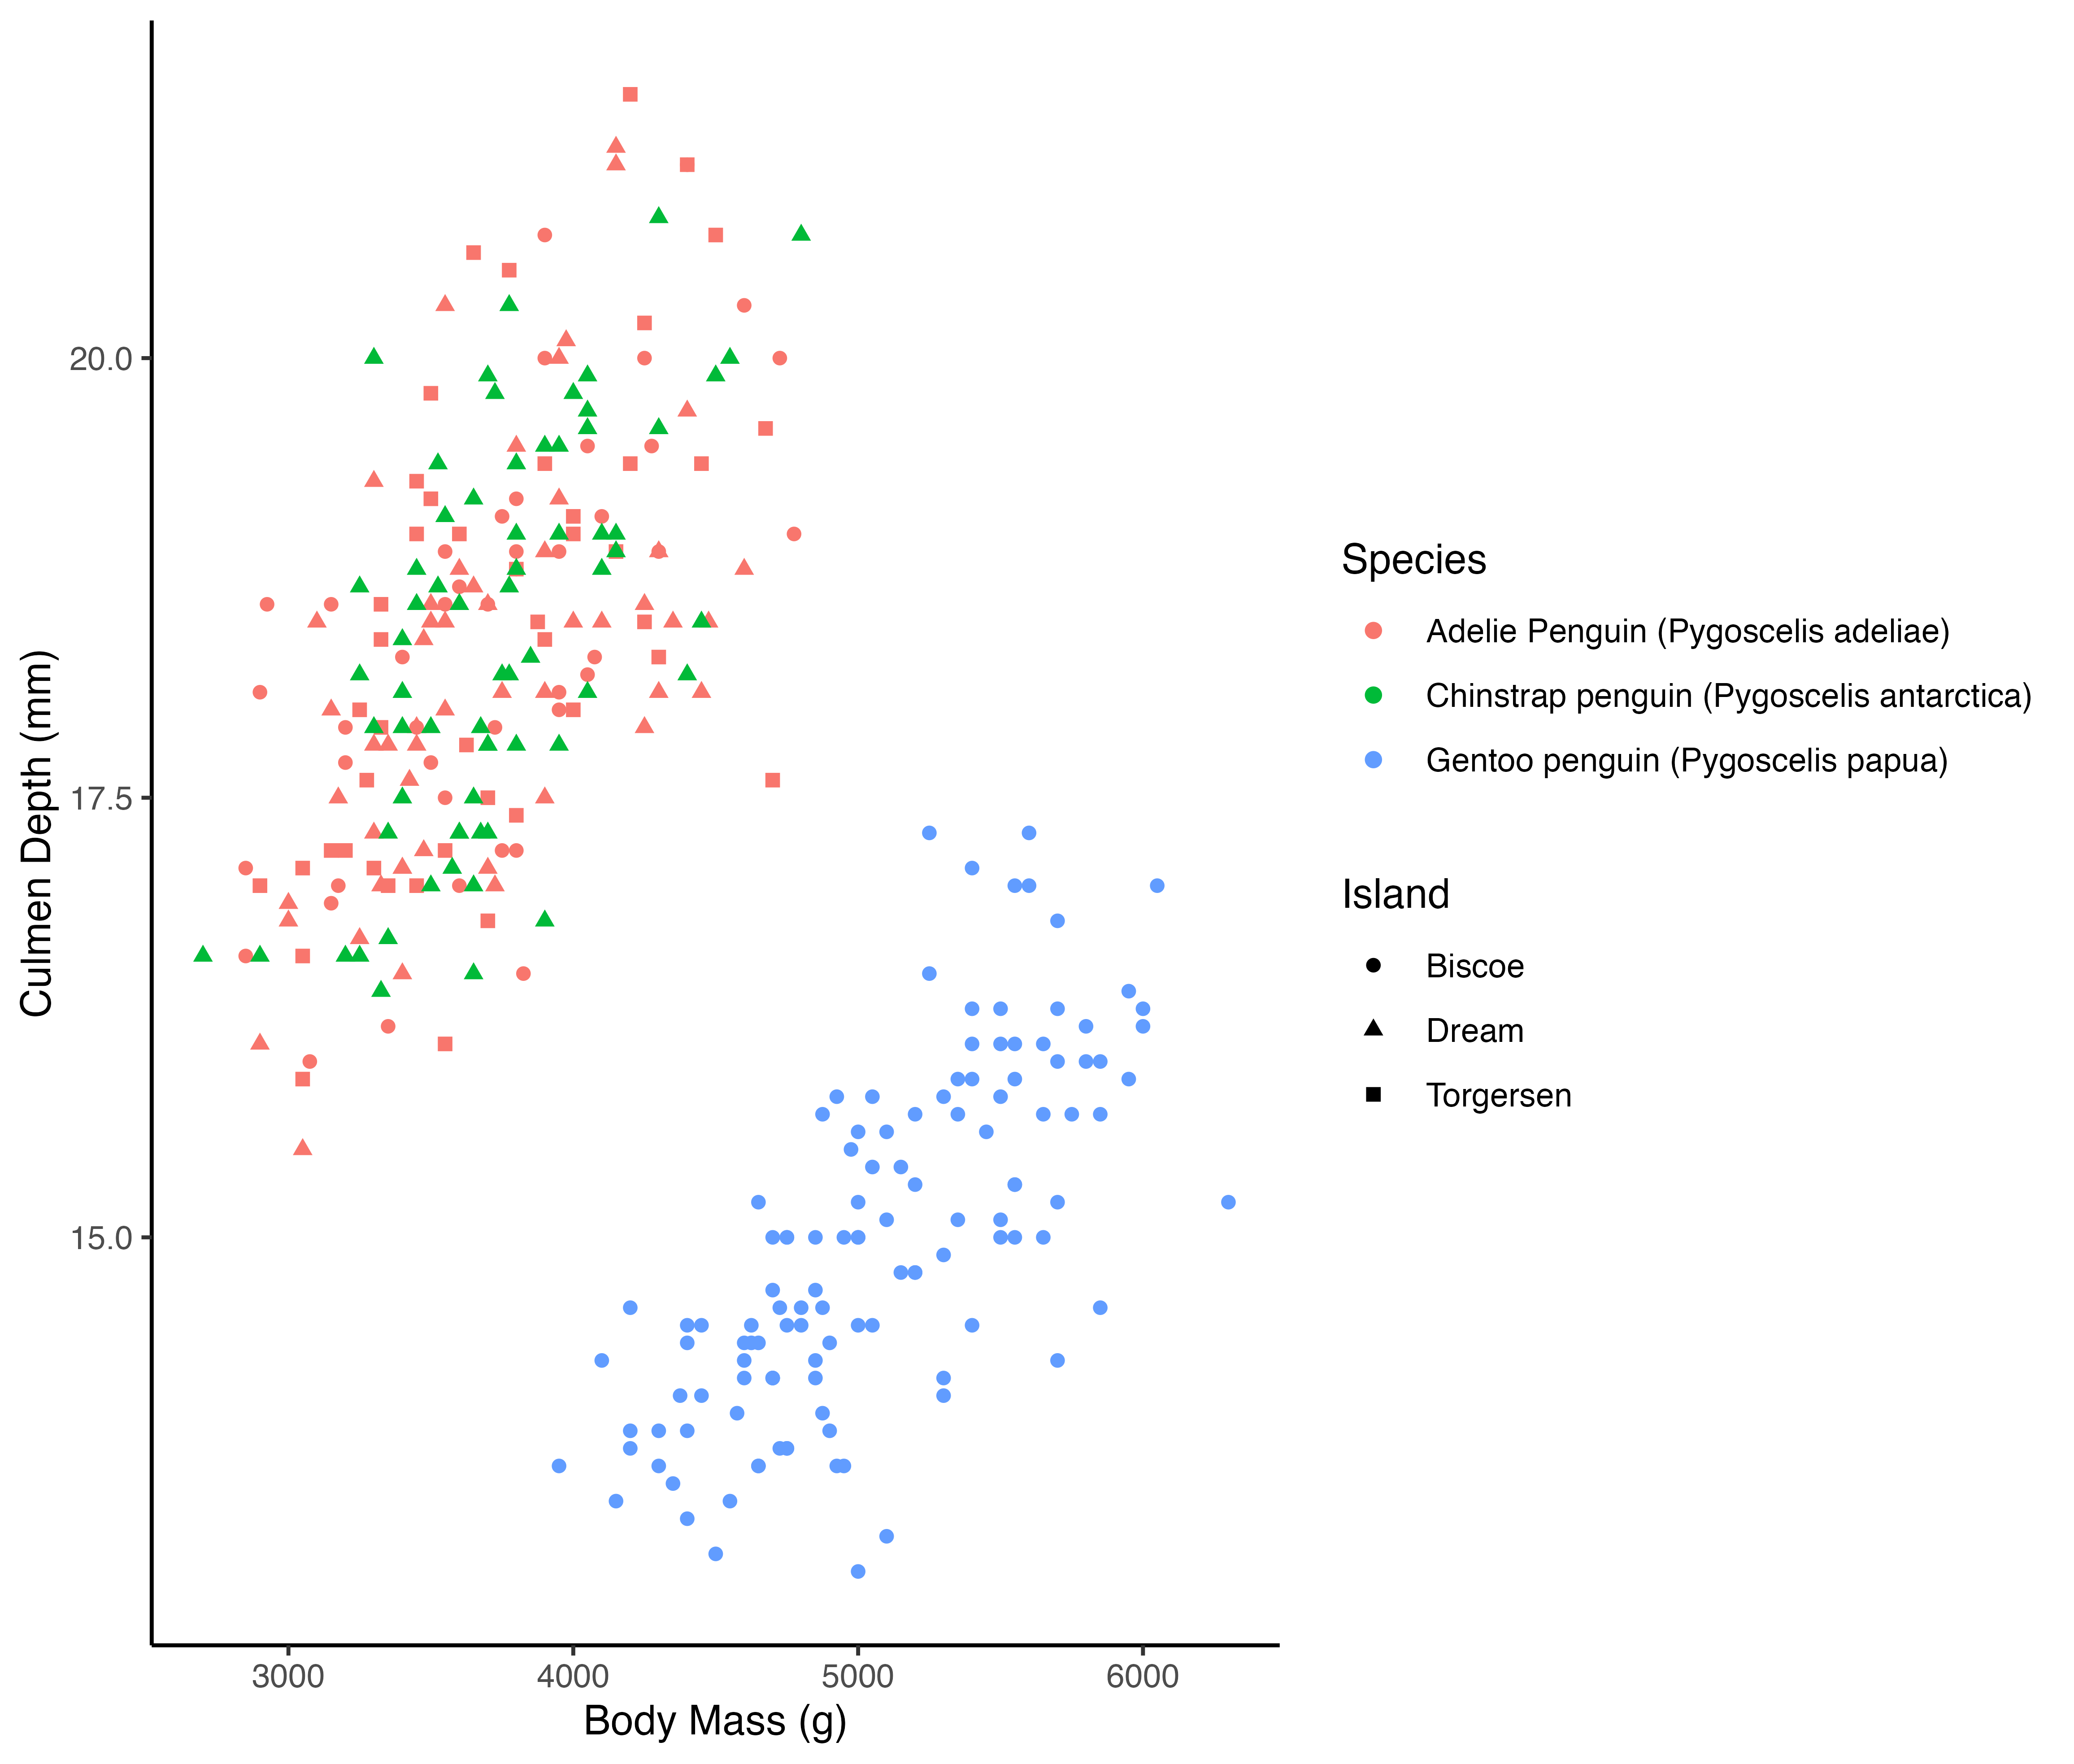 Culmen Depth (mm)
20.0
17.5
15.0
3000 4000 5000 6000
Body Mass (g)
Species
Adelie Penguin (Pygoscelis adeliae)
Chinstrap penguin (Pygoscelis antarctica)
Gentoo penguin (Pygoscelis papua)
Island
Biscoe
Dream
Torgersen